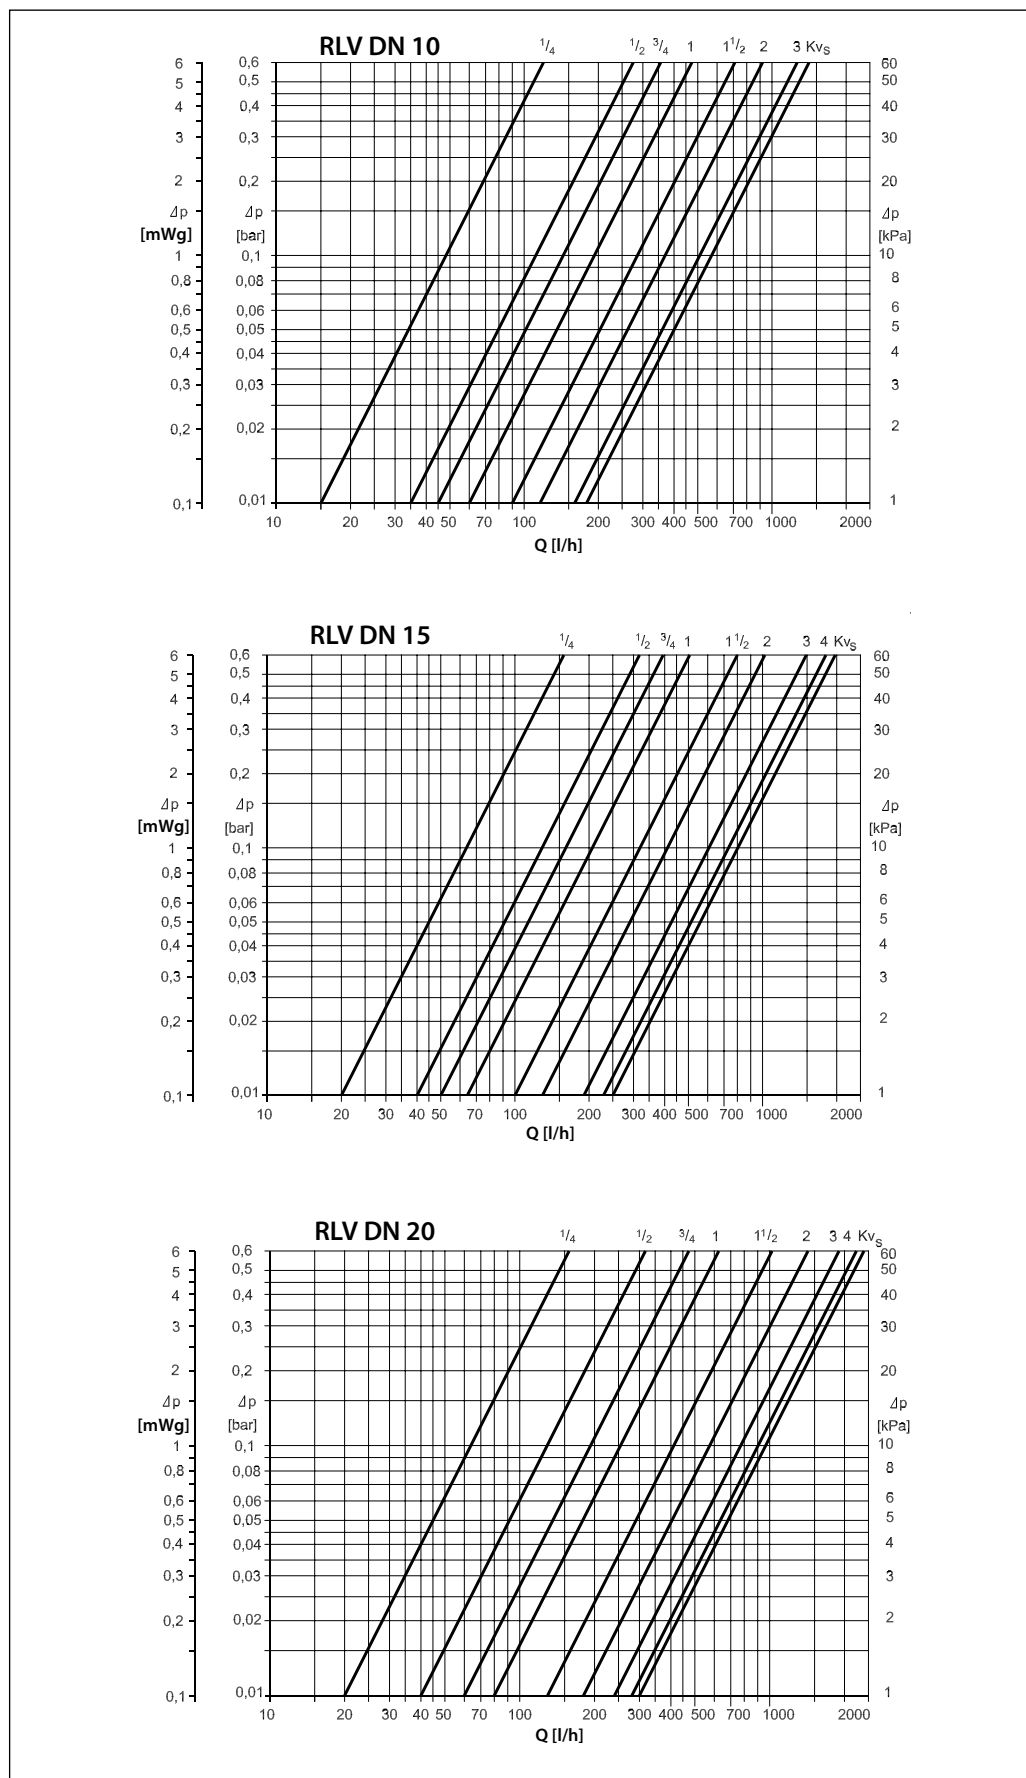 RLV DN 10
1/4 1/2 3/4 1 1 1/2 2 3 KvS
6 0,6 60
5 0,5 50
4 0,4 40
3 0,3 30
2 0,2 20
Δp Δp Δp
[mWg] [bar] [kPa]
1 0,1 10
0,8 0,08 8
0,6 0,06 6
0,5 0,05 5
0,4 0,04 4
0,3 0,03 3
0,2 0,02 2
0,1 0,01 1
10 20 30 40 50 70 100 200 300 400 500 700 1000 2000
Q [l/h]
RLV DN 15
1/4 1/2 3/4 1 1 1/2 2 3 4 KvS
6 0,6 60
5 0,5 50
4 0,4 40
3 0,3 30
2 0,2 20
Δp Δp Δp
[mWg] [bar] [kPa]
1 0,1 10
0,8 0,08 8
0,6 0,06 6
0,5 0,05 5
0,4 0,04 4
0,3 0,03 3
0,2 0,02 2
0,1 0,01 1
10 20 30 40 50 70 100 200 300 400 500 700 1000 2000
Q [l/h]
RLV DN 20
1/4 1/2 3/4 1 1 1/2 2 3 4 KvS
6 0,6 60
5 0,5 50
4 0,4 40
3 0,3 30
2 0,2 20
Δp Δp Δp
[mWg] [bar] [kPa]
1 0,1 10
0,8 0,08 8
0,6 0,06 6
0,5 0,05 5
0,4 0,04 4
0,3 0,03 3
0,2 0,02 2
0,1 0,01 1
10 20 30 40 50 70 100 200 300 400 500 700 1000 2000
Q [l/h]